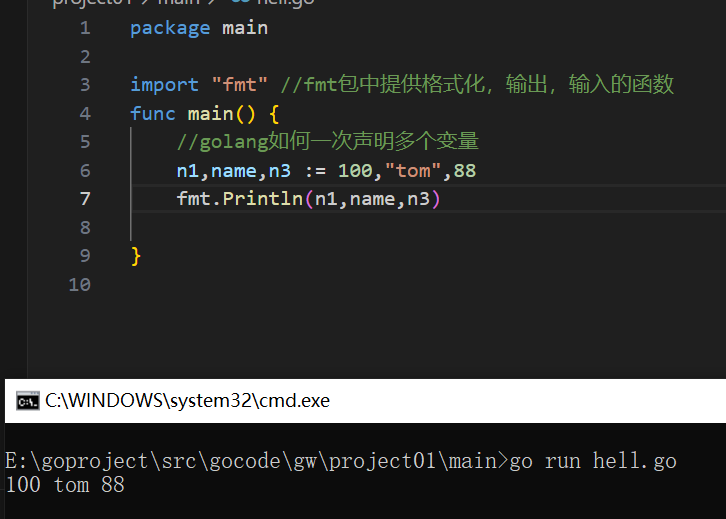 project01 > main > hell.go
1 package main
2
3 import "fmt" //fmt包中提供格式化，输出，输入的函数
4 func main() {
5 //golang如何一次声明多个变量
6 n1,name,n3 := 100,"tom",88
7 fmt.Println(n1,name,n3)
8
9 }
10
C:\WINDOWS\system32\cmd.exe
E:\goproject\src\gocode\gw\project01\main>go run hell.go
100 tom 88